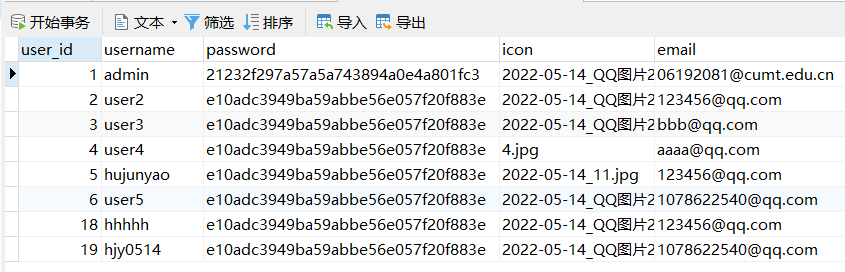 开始事务 文本 筛选 排序 导入 导出
user_id username password icon email
1 admin 21232f297a57a5a743894a0e4a801fc3 2022-05-14_QQ图片2 06192081@cumt.edu.cn
2 user2 e10adc3949ba59abbe56e057f20f883e 2022-05-14_QQ图片2 123456@qq.com
3 user3 e10adc3949ba59abbe56e057f20f883e 2022-05-14_QQ图片2 bbb@qq.com
4 user4 e10adc3949ba59abbe56e057f20f883e 4.jpg aaaa@qq.com
5 hujunyao e10adc3949ba59abbe56e057f20f883e 2022-05-14_11.jpg 123456@qq.com
6 user5 e10adc3949ba59abbe56e057f20f883e 2022-05-14_QQ图片2 1078622540@qq.com
18 hhhhh e10adc3949ba59abbe56e057f20f883e 2022-05-14_QQ图片2 123456@qq.com
19 hjy0514 e10adc3949ba59abbe56e057f20f883e 2022-05-14_QQ图片2 1078622540@qq.com